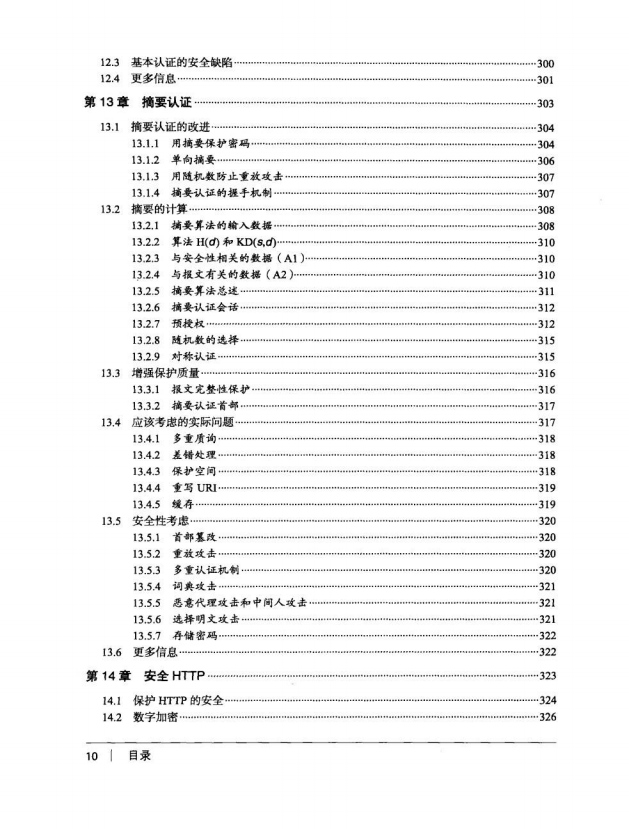 12.3 基本认证的安全缺陷 300
12.4 更多信息 301
第 13 章 摘要认证 303
13.1 摘要认证的改进 304
13.1.1 用摘要保护密码 304
13.1.2 单向摘要 306
13.1.3 用随机数防止重放攻击 307
13.1.4 摘要认证的握手机制 307
13.2 摘要的计算 308
13.2.1 摘要算法的输入数据 308
13.2.2 算法 H(d) 和 KD(s,d) 310
13.2.3 与安全性相关的数据（A1） 310
13.2.4 与报文有关的数据（A2） 310
13.2.5 摘要算法总述 311
13.2.6 摘要认证会话 312
13.2.7 预授权 312
13.2.8 随机数的选择 315
13.2.9 对称认证 315
13.3 增强保护质量 316
13.3.1 报文完整性保护 316
13.3.2 摘要认证首部 317
13.4 应该考虑的实际问题 317
13.4.1 多重质询 318
13.4.2 差错处理 318
13.4.3 保护空间 318
13.4.4 重写 URI 319
13.4.5 缓存 319
13.5 安全性考虑 320
13.5.1 首部篡改 320
13.5.2 重放攻击 320
13.5.3 多重认证机制 320
13.5.4 词典攻击 321
13.5.5 恶意代理攻击和中间人攻击 321
13.5.6 选择明文攻击 321
13.5.7 存储密码 322
13.6 更多信息 322
第 14 章 安全 HTTP 323
14.1 保护 HTTP 的安全 324
14.2 数字加密 326
10 | 目录